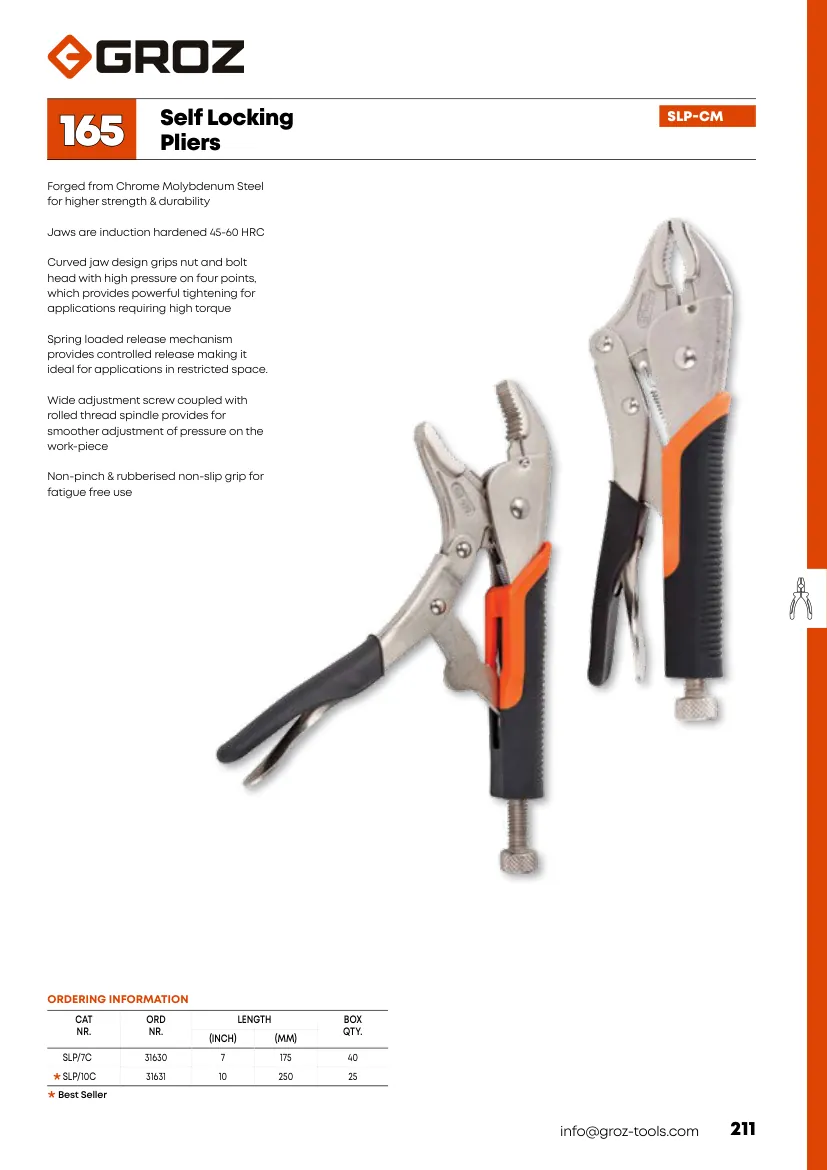 GROZ
165
Self Locking
Pliers
SLP-CM
Forged from Chrome Molybdenum Steel
for higher strength & durability
Jaws are induction hardened 45-60 HRC
Curved jaw design grips nut and bolt
head with high pressure on four points,
which provides powerful tightening for
applications requiring high torque
Spring loaded release mechanism
provides controlled release making it
ideal for applications in restricted space.
Wide adjustment screw coupled with
rolled thread spindle provides for
smoother adjustment of pressure on the
work-piece
Non-pinch & rubberised non-slip grip for
fatigue free use
GROZ
ORDERING INFORMATION
CAT NR. ORD NR. LENGTH BOX QTY.
(INCH) (MM)
SLP/7C 31630 7 175 40
* SLP/10C 31631 10 250 25
* Best Seller
info@groz-tools.com 211